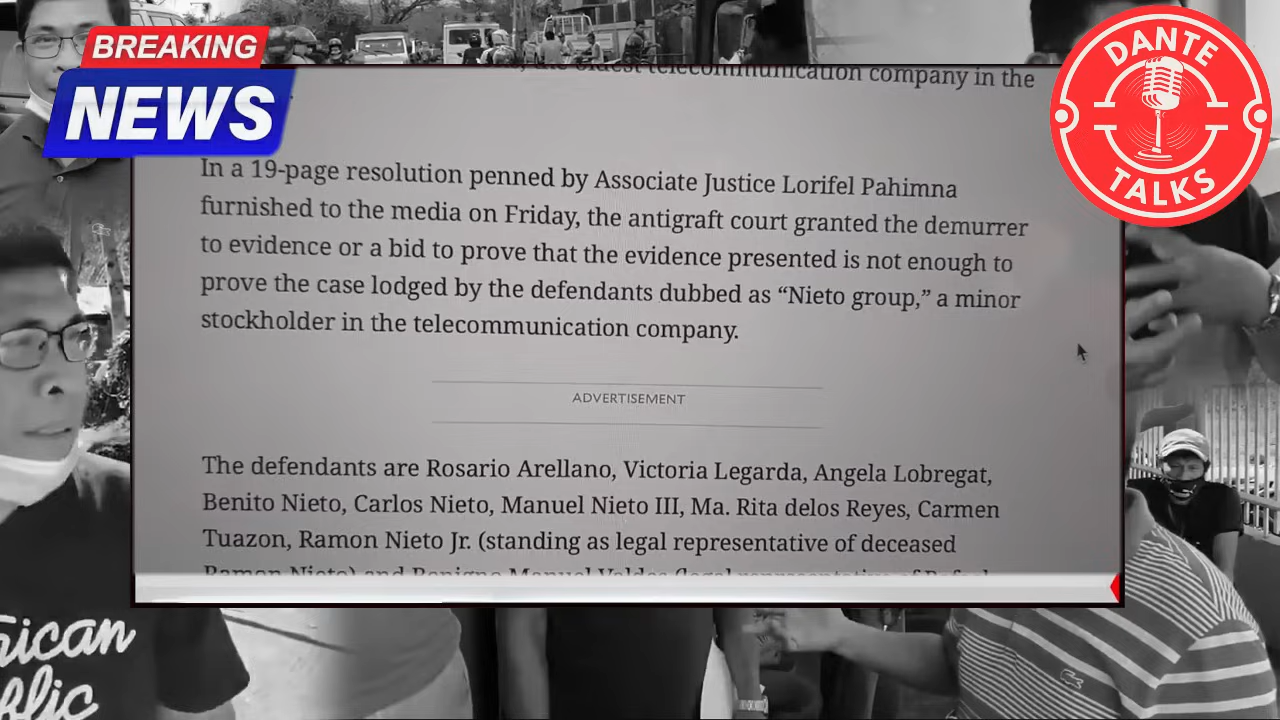 BREAKING
NEWS
DANTE
TALKS
telecommunication company in the
In a 19-page resolution penned by Associate Justice Lorifel Pahimna
furnished to the media on Friday, the antigraft court granted the demurrer
to evidence or a bid to prove that the evidence presented is not enough to
prove the case lodged by the defendants dubbed as “Nieto group,” a minor
stockholder in the telecommunication company.
ADVERTISEMENT
The defendants are Rosario Arellano, Victoria Legarda, Angela Lobregat,
Benito Nieto, Carlos Nieto, Manuel Nieto III, Ma. Rita delos Reyes, Carmen
Tuazon, Ramon Nieto Jr. (standing as legal representative of deceased